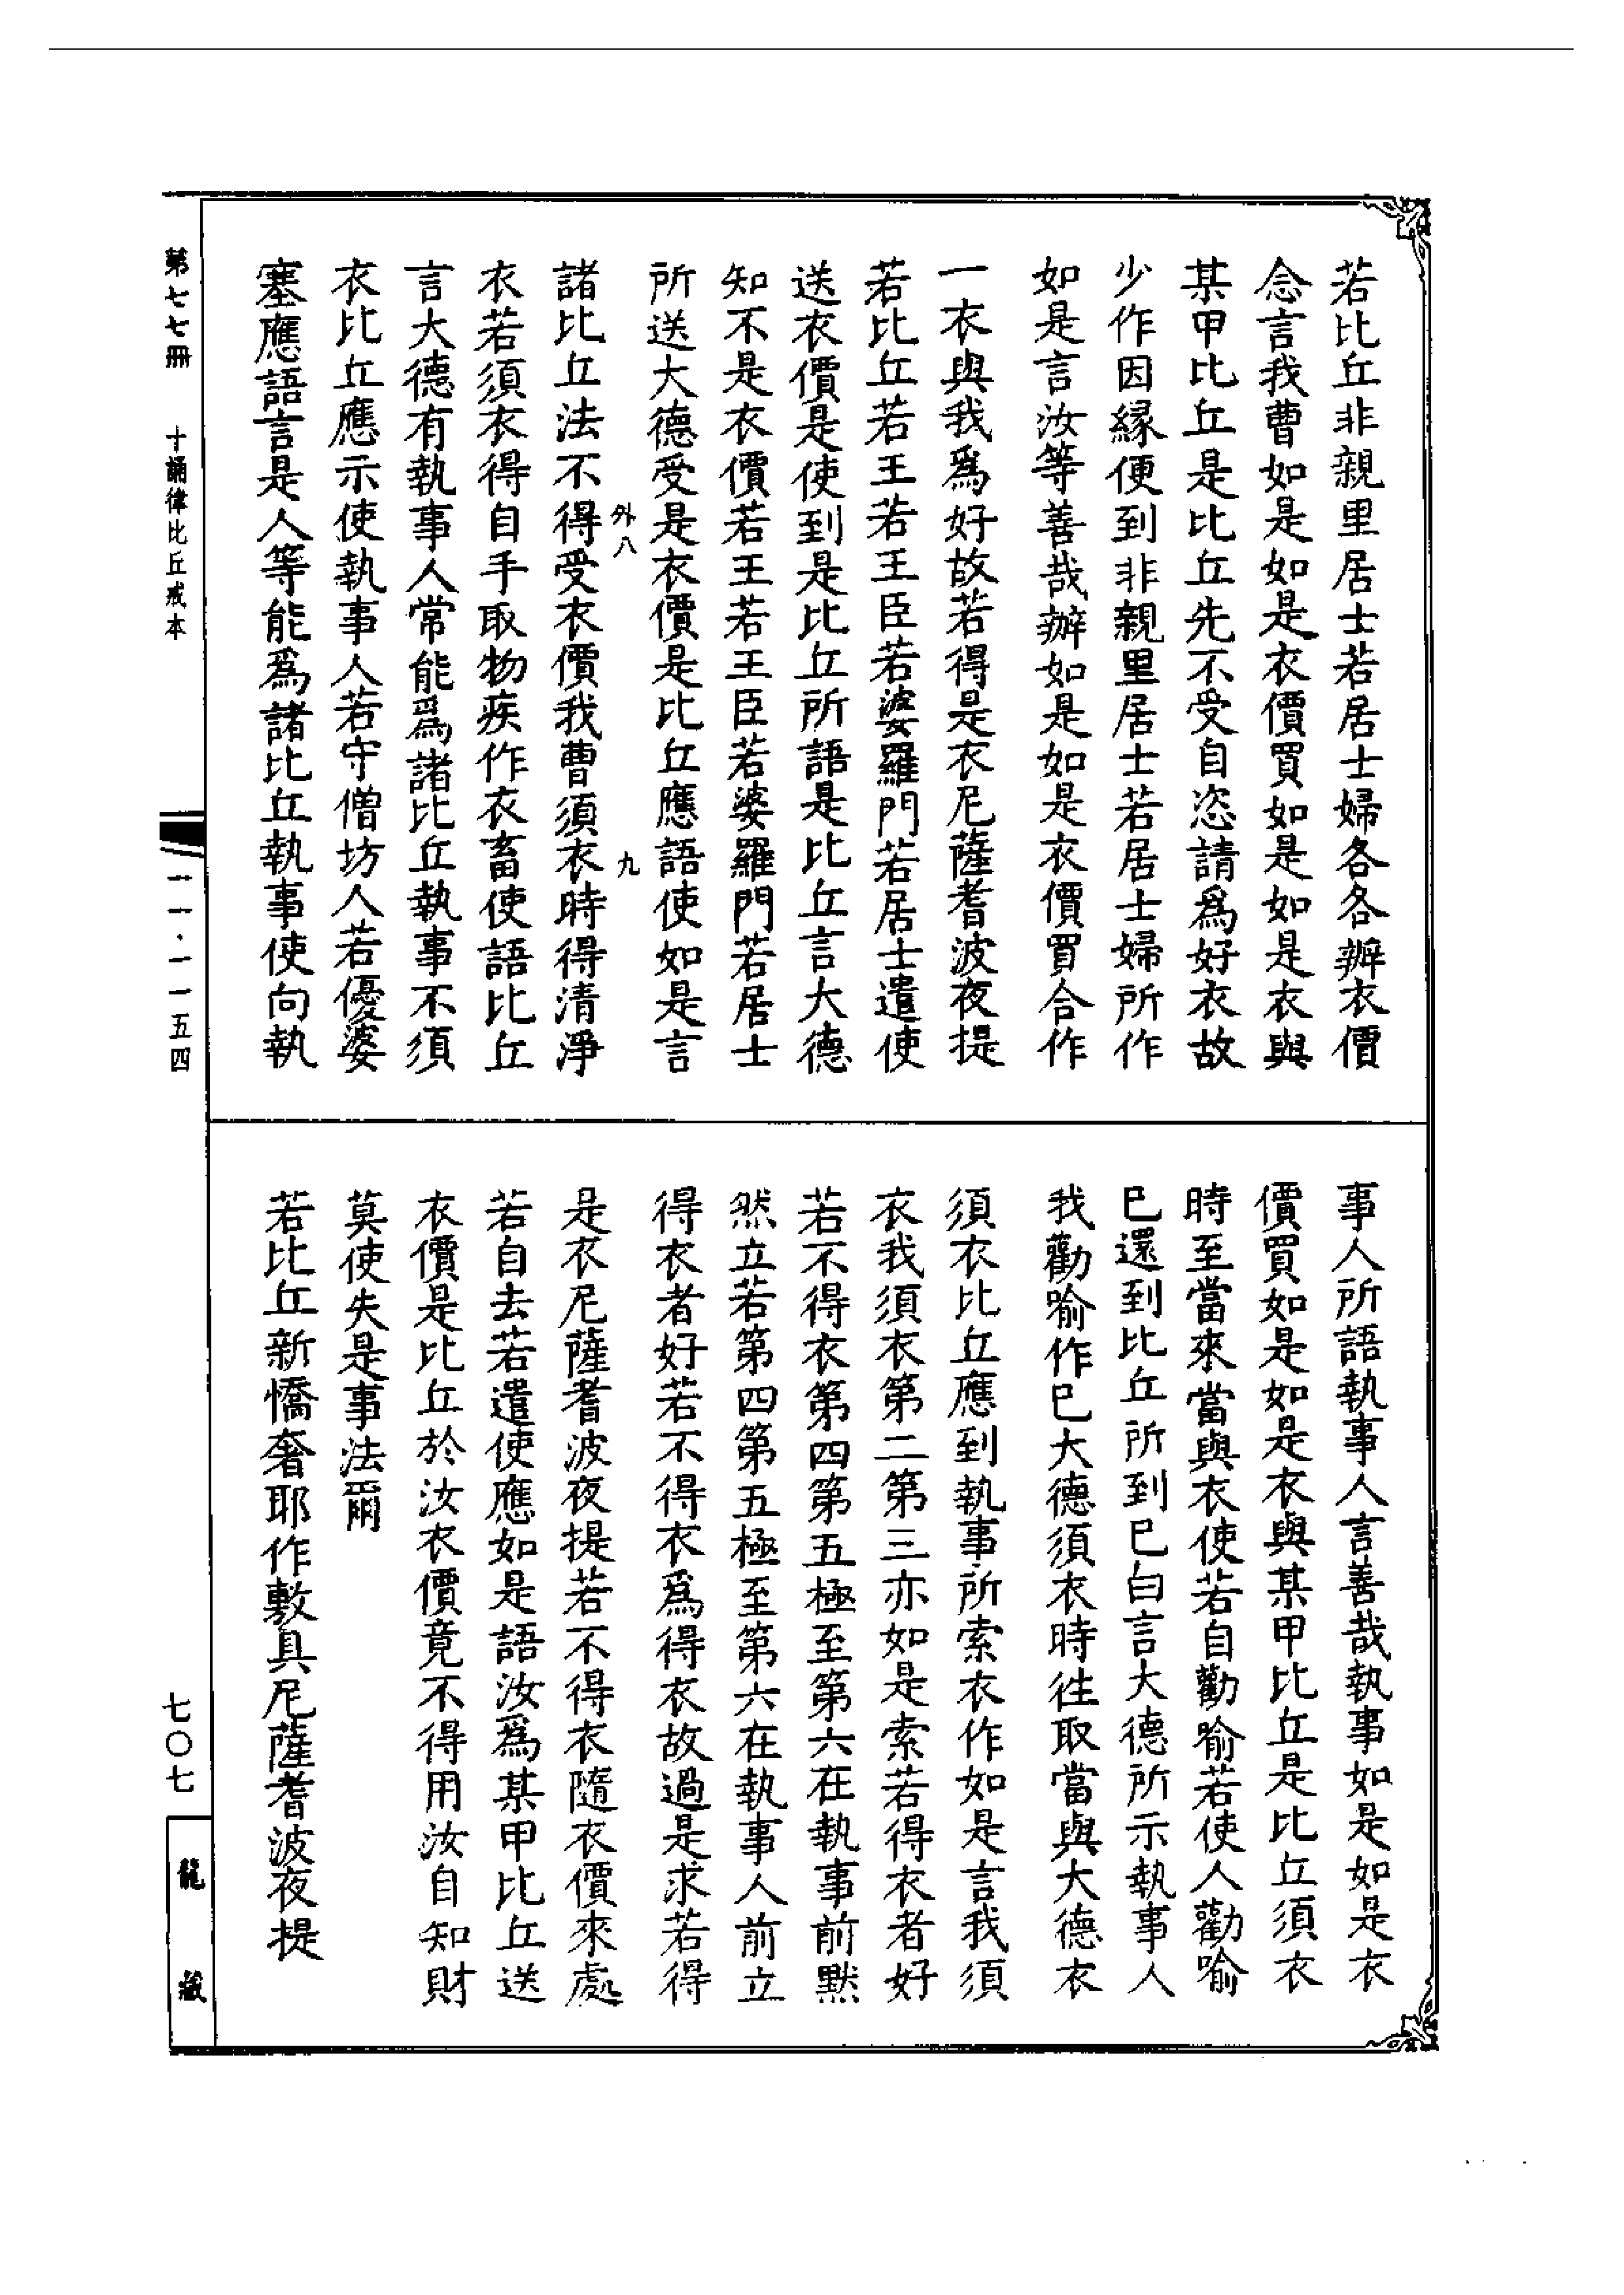 若比丘非親里居士若居士婦各各辦衣價
念言我曹如是如是衣價買如是如是衣與
某甲比丘是比丘先不受自恣請爲好衣故
少作因緣便到非親里居士若居士婦所作
如是言汝等善哉辦如是如是衣價買合作
一衣與我爲好故若得是衣尼薩耆波夜提
若比丘若王若王臣若婆羅門若居士遣使
送衣價是使到是比丘所語是比丘言大德
知不是衣價若王若王臣若婆羅門若居士
所送大德受是衣價是比丘應語使如是言
外八
九
諸比丘法不得受衣價我曹須衣時得清淨
衣若須衣得自手取物疾作衣畜使語比丘
言大德有執事人常能爲諸比丘執事不須
衣比丘應示使執事人若守僧坊人若優婆
塞應語言是人等能爲諸比丘執事使向執
事人所語執事人言善哉執事如是如是衣
價買如是如是衣與某甲比丘是比丘須衣
時至當來當與衣使若自勸喻若使人勸喻
已還到比丘所到已白言大德所示執事人
我勸喻作已大德須衣時往取當與大德衣
須衣比丘應到執事所索衣作如是言我須
衣我須衣第二第三亦如是索若得衣者好
若不得衣第四第五極至第六在執事前默
然立若第四第五極至第六在執事人前立
得衣者好若不得衣爲得衣故過是求若得
是衣尼薩耆波夜提若不得衣隨衣價來處
若自去若遣使應如是語汝爲某甲比丘送
衣價是比丘於汝衣價竟不得用汝自知財
莫使失是事法爾
若比丘新憍奢耶作敷具尼薩耆波夜提
第七七冊
十誦律比丘戒本
一一·一一五四
七〇七
龍藏